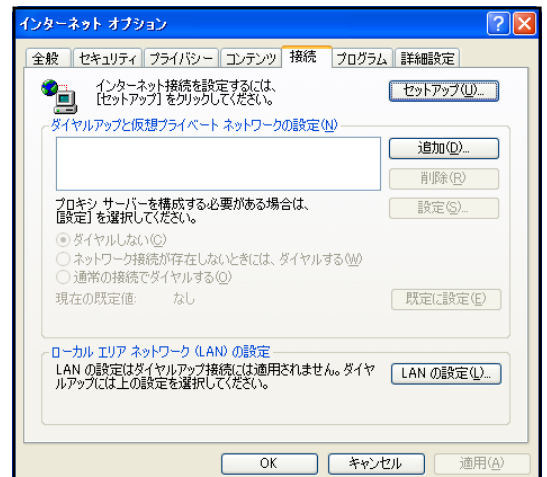 インターネット オプション
全般 セキュリティ プライバシー コンテンツ 接続 プログラム 詳細設定
インターネット接続を設定するには、
[セットアップ] をクリックしてください。
セットアップ(U)...
ダイヤルアップと仮想プライベート ネットワークの設定(N)
追加(D)...
削除(R)
プロキシ サーバーを構成する必要がある場合は、
[設定] を選択してください。
設定(S)...
ダイヤルしない(C)
ネットワーク接続が存在しないときには、ダイヤルする(W)
通常の接続でダイヤルする(O)
現在の既定値: なし
既定に設定(E)
ローカル エリア ネットワーク (LAN) の設定
LAN の設定はダイヤルアップ接続には適用されません。ダイヤ
ルアップには上の設定を選択してください。
LAN の設定(L)...
OK キャンセル 適用(A)